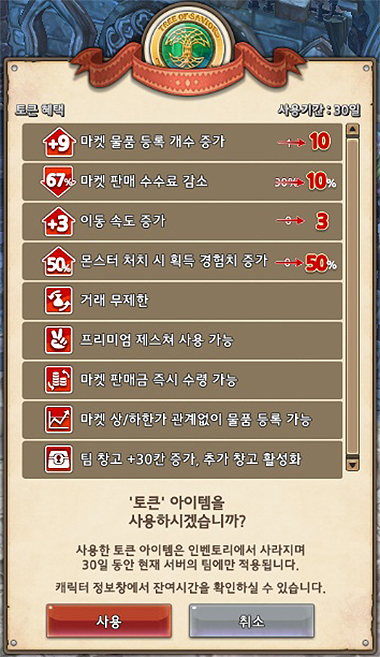 TREE OF SAVIOR
토큰 혜택 사용기간 : 30일
+9 마켓 물품 등록 개수 증가 1 10
67% 마켓 판매 수수료 감소 30% 10%
+3 이동 속도 증가 0 3
50% 몬스터 처치 시 획득 경험치 증가 0 50%
거래 무제한
프리미엄 제스쳐 사용 가능
마켓 판매금 즉시 수령 가능
마켓 상/하한가 관계없이 물품 등록 가능
팀 창고 +30칸 증가, 추가 창고 활성화
'토큰' 아이템을
사용하시겠습니까?
사용한 토큰 아이템은 인벤토리에서 사라지며
30일 동안 현재 서버의 팀에만 적용됩니다.
캐릭터 정보창에서 잔여시간을 확인하실 수 있습니다.
사용 취소